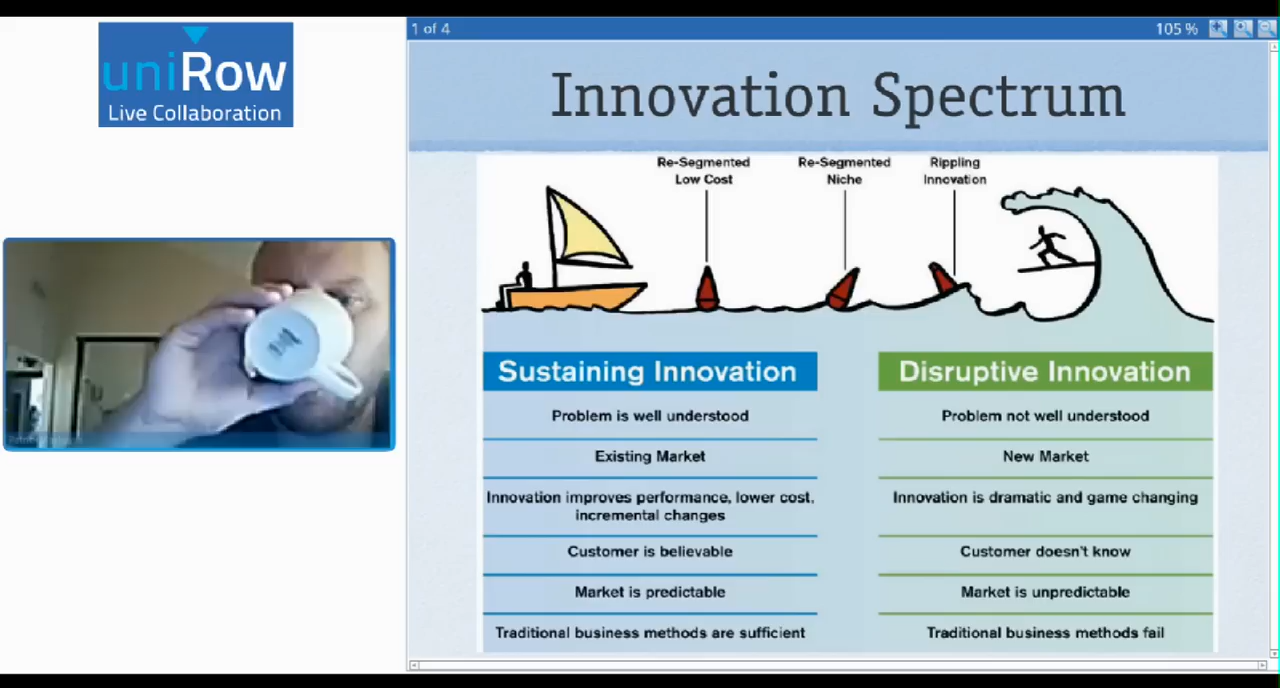 uniRow
Live Collaboration
1 of 4
105 %
Innovation Spectrum
Re-Segmented
Low Cost
Re-Segmented
Niche
Rippling
Innovation
Sustaining Innovation
Problem is well understood
Existing Market
Innovation improves performance, lower cost,
incremental changes
Customer is believable
Market is predictable
Traditional business methods are sufficient
Disruptive Innovation
Problem not well understood
New Market
Innovation is dramatic and game changing
Customer doesn't know
Market is unpredictable
Traditional business methods fail